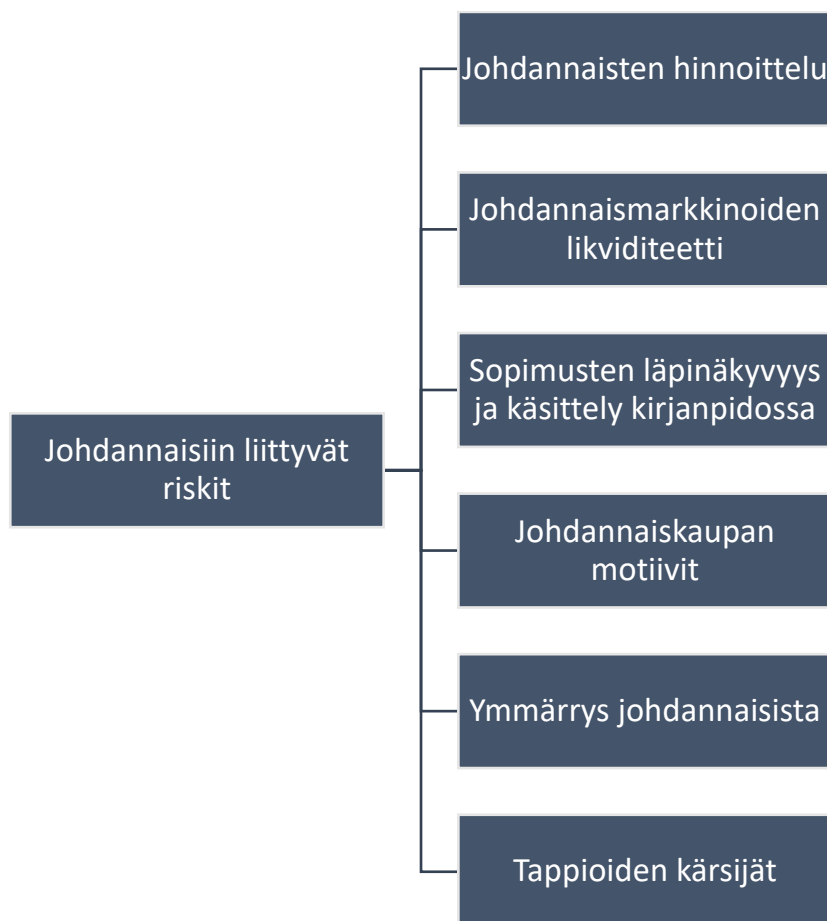 Johdannaisten hinnoittelu
Johdannaismarkkinoiden
likviditeetti
Sopimusten läpinäkyvyys
ja käsittely kirjanpidossa
Johdannaisiin liittyvät
riskit
Johdannaiskaupan
motiivit
Ymmärrys johdannaisista
Tappioiden kärsijät